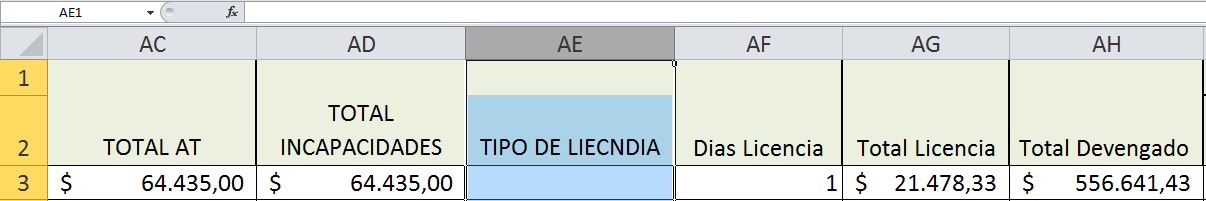 AE1 fx
AC AD AE AF AG AH
1
TOTAL
2 TOTAL AT INCAPACIDADES TIPO DE LIECNDIA Dias Licencia Total Licencia Total Devengado
3 $ 64.435,00 $ 64.435,00 1 $ 21.478,33 $ 556.641,43